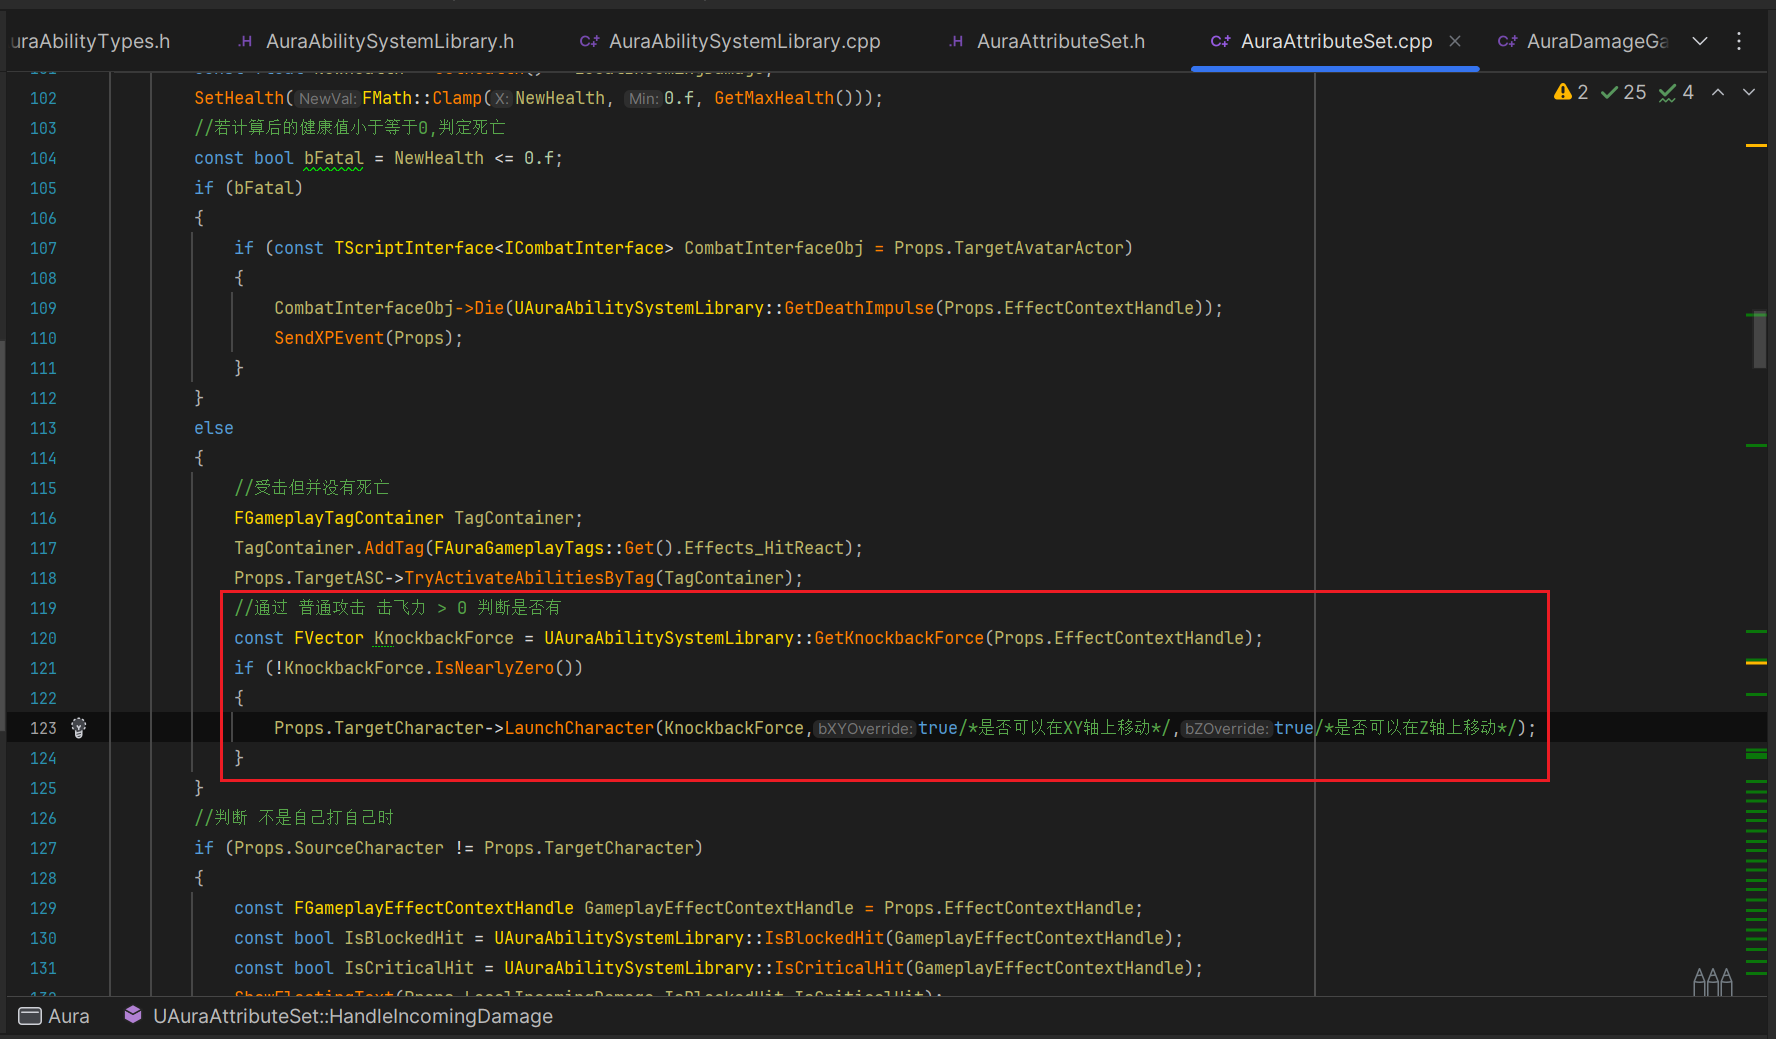 uraAbilityTypes.h .H AuraAbilitySystemLibrary.h C+ AuraAbilitySystemLibrary.cpp .H AuraAttributeSet.h C+ AuraAttributeSet.cpp × C+ AuraDamageGa
2 25 4
102 SetHealth(NewVal:FMath::Clamp(X:NewHealth, Min:0.f, GetMaxHealth()));
103 //若计算后的健康值小于等于0,判定死亡
104 const bool bFatal = NewHealth <= 0.f;
105 if (bFatal)
106 {
107 if (const TScriptInterface<ICombatInterface> CombatInterfaceObj = Props.TargetAvatarActor)
108 {
109 CombatInterfaceObj->Die(UAuraAbilitySystemLibrary::GetDeathImpulse(Props.EffectContextHandle));
110 SendXPEvent(Props);
111 }
112 }
113 else
114 {
115 //受击但并没有死亡
116 FGameplayTagContainer TagContainer;
117 TagContainer.AddTag(FAuraGameplayTags::Get().Effects_HitReact);
118 Props.TargetASC->TryActivateAbilitiesByTag(TagContainer);
119 //通过 普通攻击 击飞力 > 0 判断是否有
120 const FVector KnockbackForce = UAuraAbilitySystemLibrary::GetKnockbackForce(Props.EffectContextHandle);
121 if (!KnockbackForce.IsNearlyZero())
122 {
123 Props.TargetCharacter->LaunchCharacter(KnockbackForce,bXYOverride:true/*是否可以在XY轴上移动*/,bZOverride:true/*是否可以在Z轴上移动*/);
124 }
125 }
126 //判断 不是自己打自己时
127 if (Props.SourceCharacter != Props.TargetCharacter)
128 {
129 const FGameplayEffectContextHandle GameplayEffectContextHandle = Props.EffectContextHandle;
130 const bool IsBlockedHit = UAuraAbilitySystemLibrary::IsBlockedHit(GameplayEffectContextHandle);
131 const bool IsCriticalHit = UAuraAbilitySystemLibrary::IsCriticalHit(GameplayEffectContextHandle);
Aura UAuraAttributeSet::HandleIncomingDamage